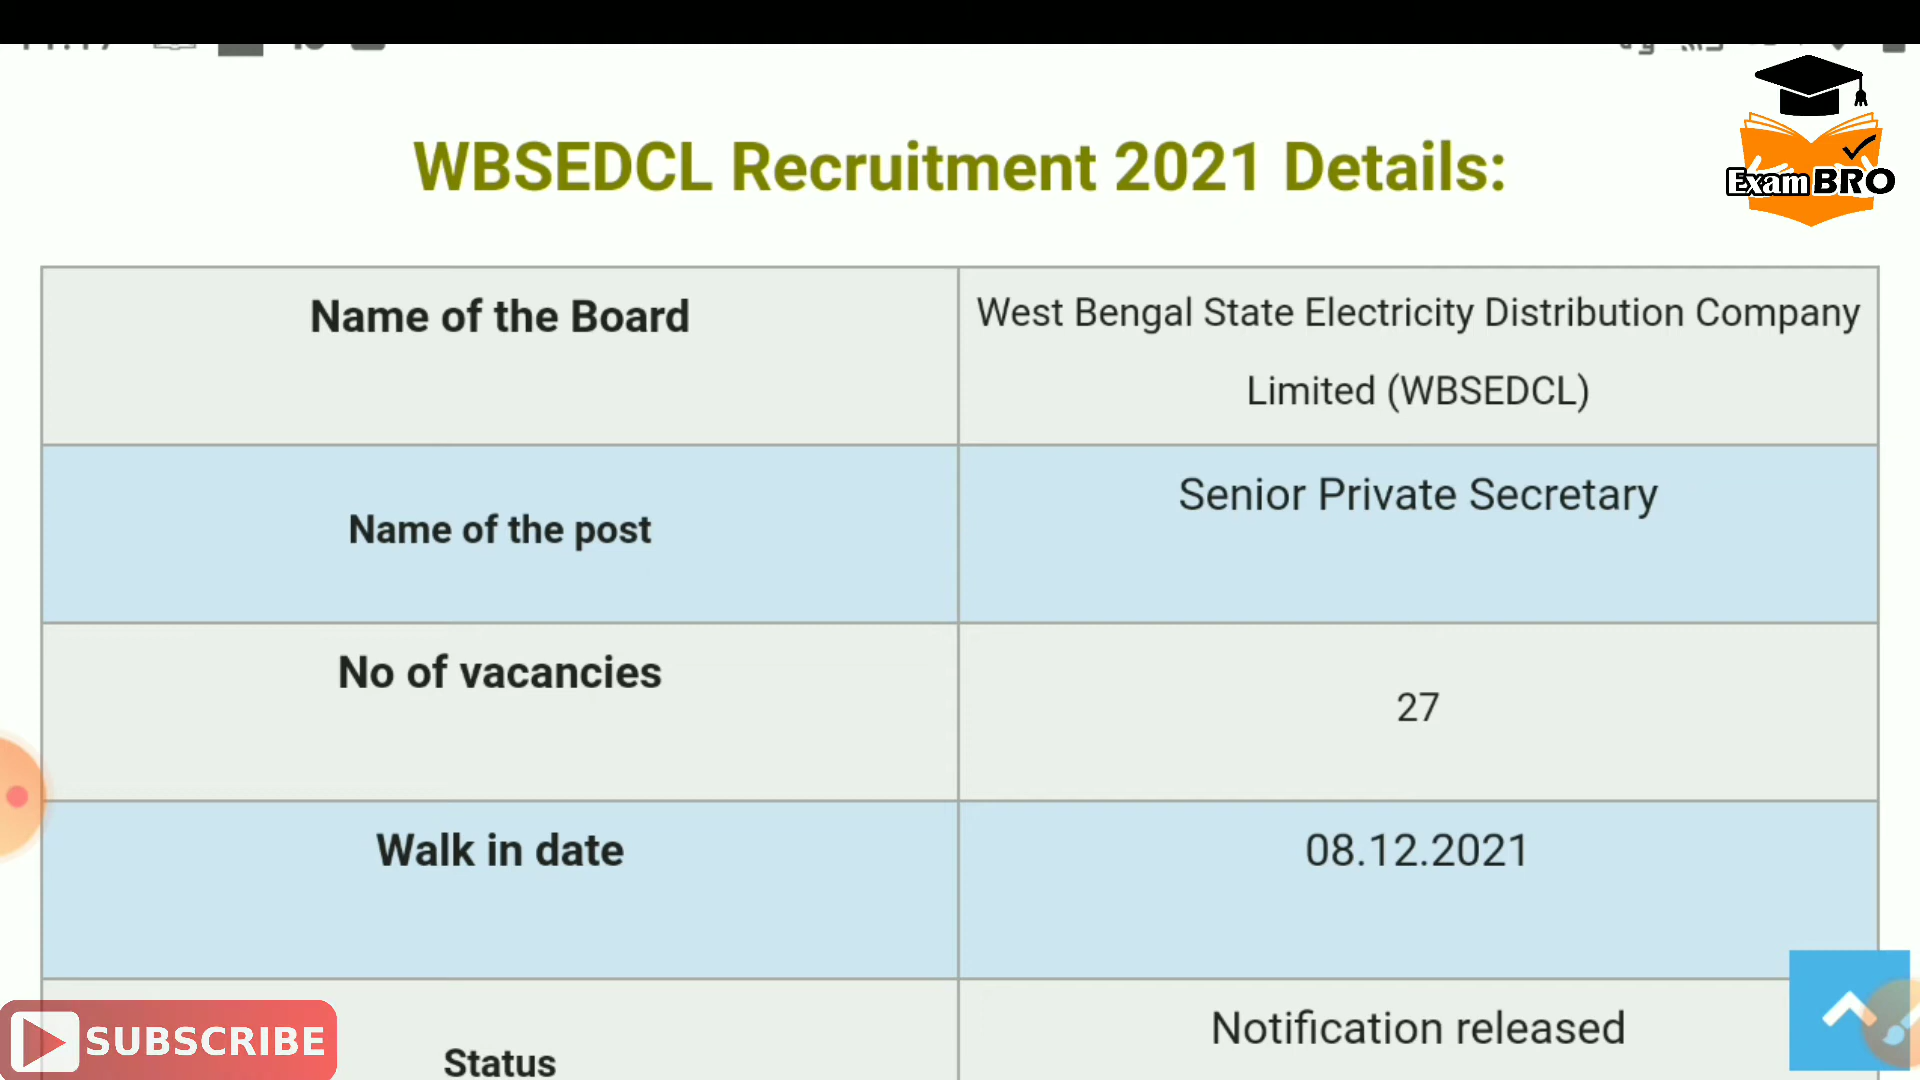 WBSEDCL Recruitment 2021 Details:
Exam BRO
Name of the Board
West Bengal State Electricity Distribution Company
Limited (WBSEDCL)
Name of the post
Senior Private Secretary
No of vacancies
27
Walk in date
08.12.2021
Status
Notification released
SUBSCRIBE